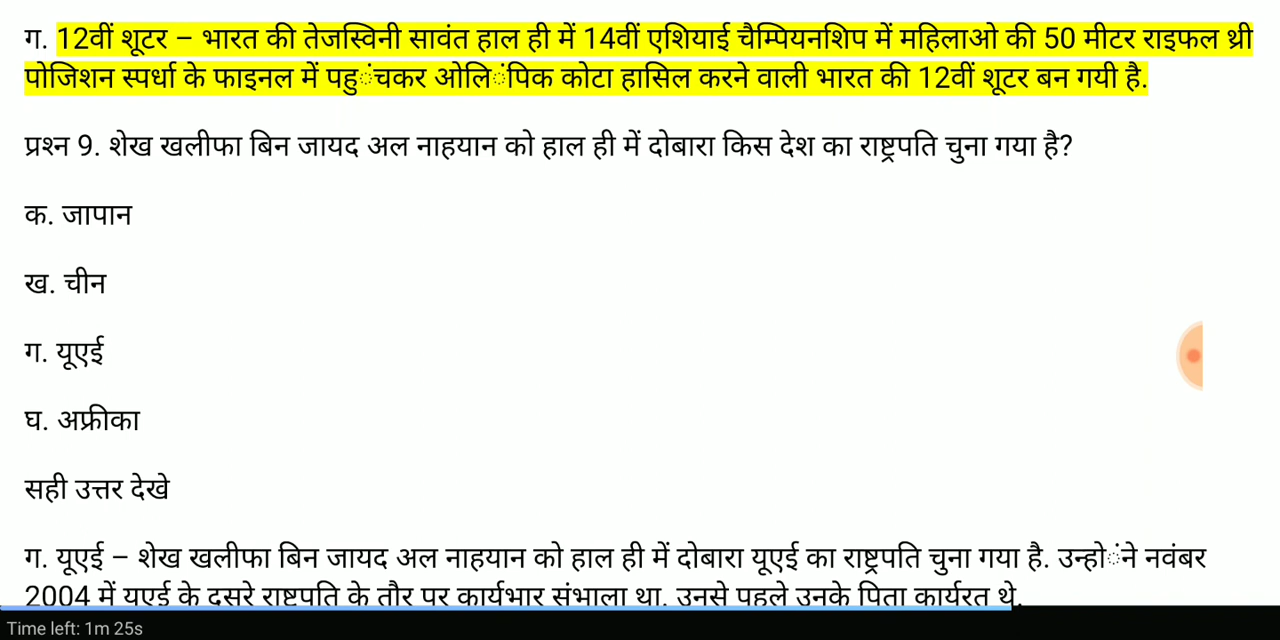 ग. 12वीं शूटर – भारत की तेजस्विनी सावंत हाल ही में 14वीं एशियाई चैम्पियनशिप में महिलाओ की 50 मीटर राइफल थ्री
पोजिशन स्पर्धा के फाइनल में पहुंचकर ओलिंपिक कोटा हासिल करने वाली भारत की 12वीं शूटर बन गयी है.
प्रश्न 9. शेख खलीफा बिन जायद अल नाहयान को हाल ही में दोबारा किस देश का राष्ट्रपति चुना गया है?
क. जापान
ख. चीन
ग. यूएई
घ. अफ्रीका
सही उत्तर देखे
ग. यूएई – शेख खलीफा बिन जायद अल नाहयान को हाल ही में दोबारा यूएई का राष्ट्रपति चुना गया है. उन्होंने नवंबर
2004 में यूएई के दूसरे राष्ट्रपति के तौर पर कार्यभार संभाला था. उनसे पहले उनके पिता कार्यरत थे.
Time left: 1m 25s